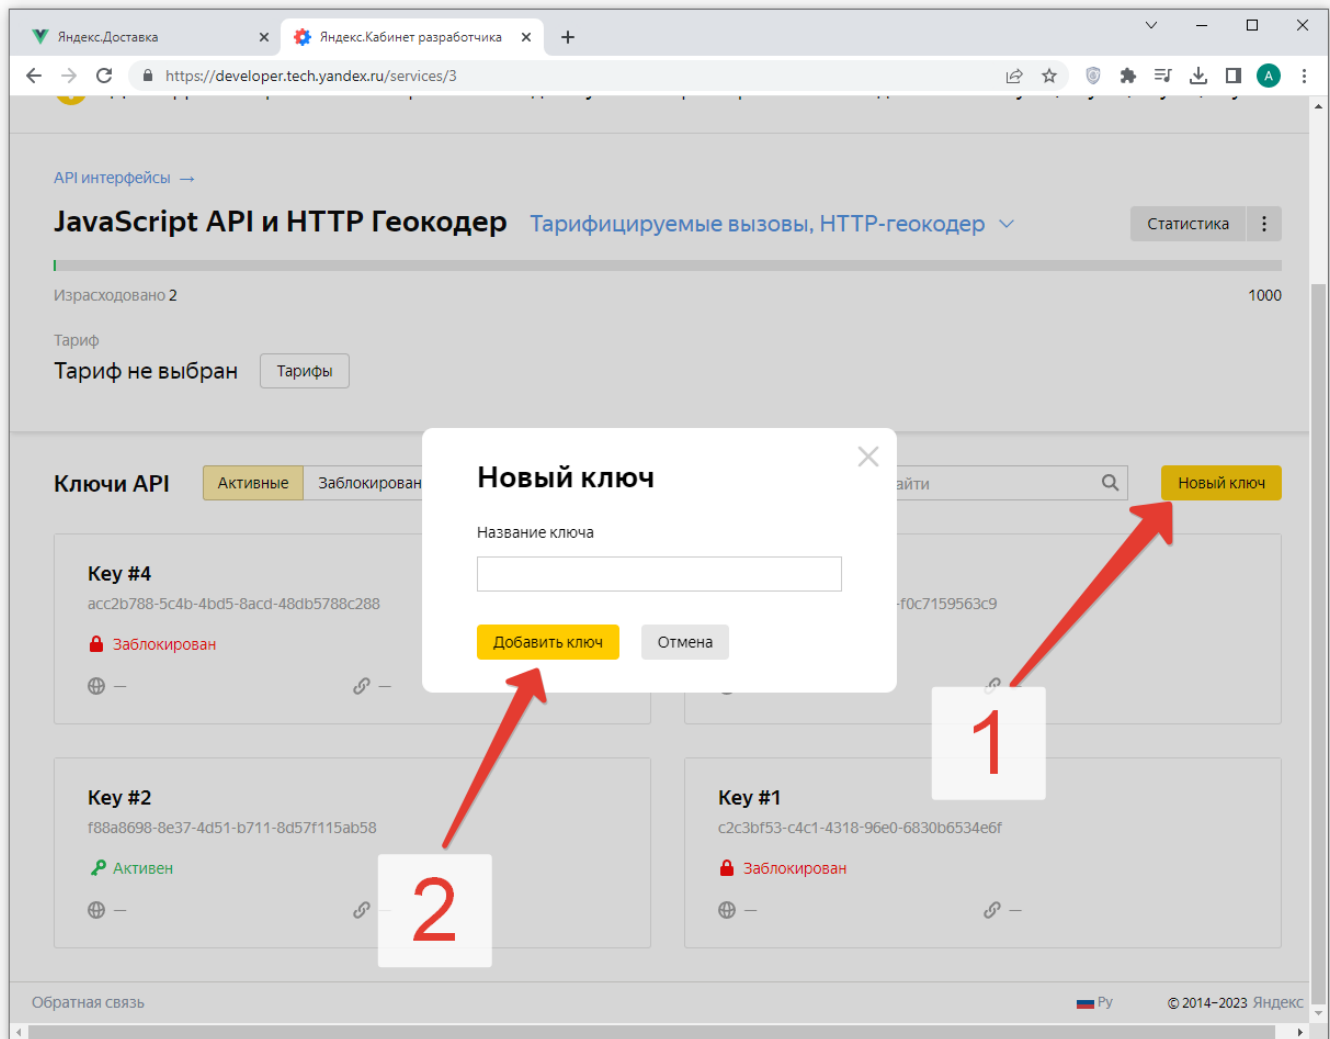 Яндекс.Доставка
Яндекс.Кабинет разработчика
https://developer.tech.yandex.ru/services/3
A
API интерфейсы →
JavaScript API и HTTP Геокодер Тарифицируемые вызовы, HTTP-геокодер
Статистика
Израсходовано 2
1000
Тариф
Тариф не выбран Тарифы
Ключи API Активные Заблокирован
айти
Новый ключ
Новый ключ
Название ключа
Добавить ключ Отмена
Key #4
acc2b788-5c4b-4bd5-8acd-48db5788c288
Заблокирован
— —
-f0c7159563c9
1
Key #2
f88a8698-8e37-4d51-b711-8d57f115ab58
Активен
— —
2
Key #1
c2c3bf53-c4c1-4318-96e0-6830b6534e6f
Заблокирован
— —
Обратная связь
Ру
© 2014–2023 Яндекс